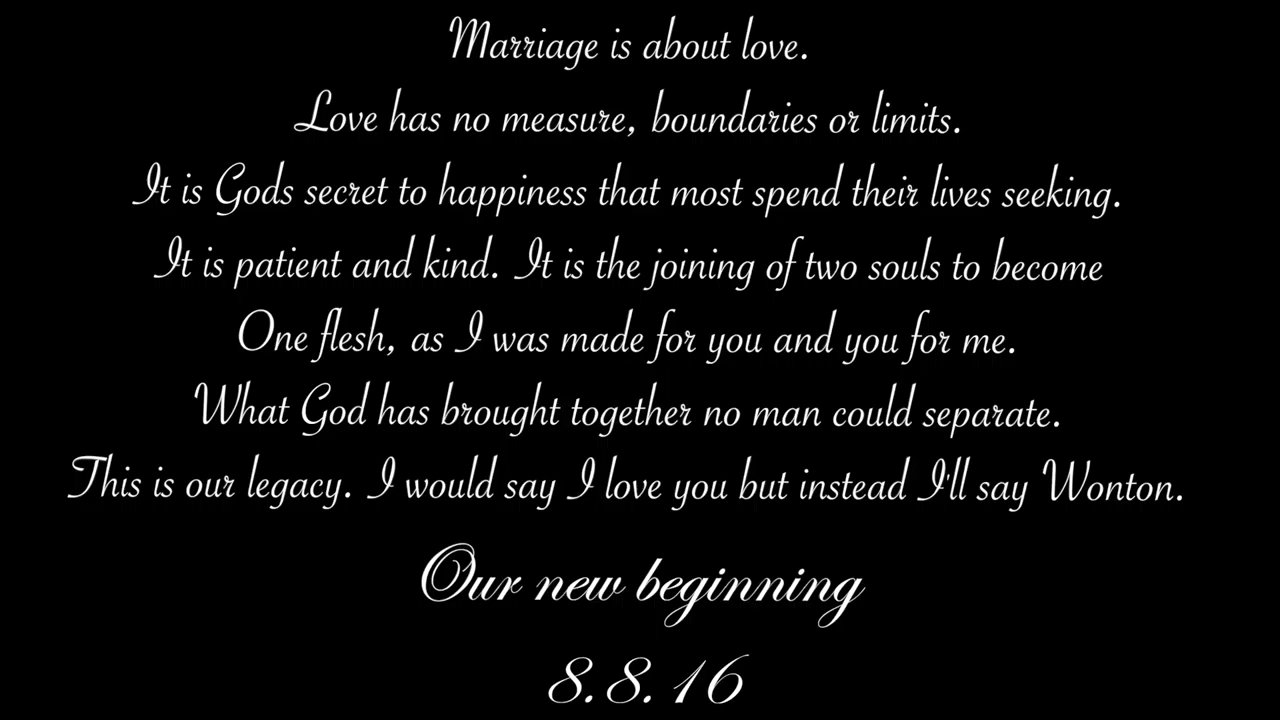 Marriage is about love.
Love has no measure, boundaries or limits.
It is Gods secret to happiness that most spend their lives seeking.
It is patient and kind. It is the joining of two souls to become
One flesh, as I was made for you and you for me.
What God has brought together no man could separate.
This is our legacy. I would say I love you but instead I'll say Wonton.
Our new beginning
8.8.16